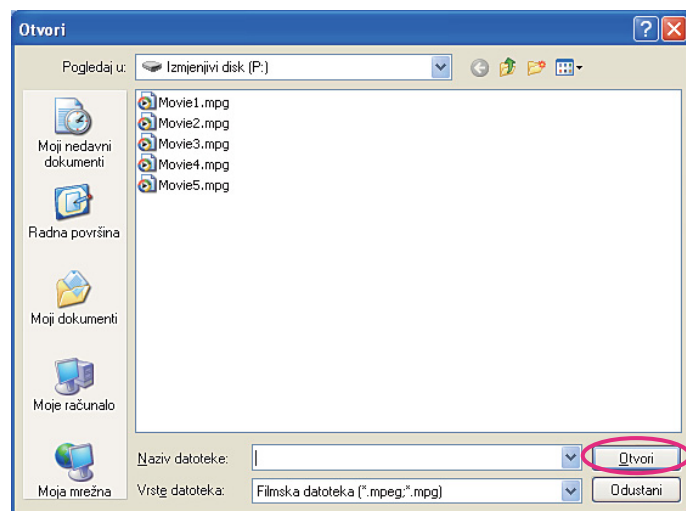 Otvori
Pogledaj u: Izmjenjivi disk (P:)
Movie1.mpg
Movie2.mpg
Movie3.mpg
Movie4.mpg
Movie5.mpg
Moji nedavni
dokumenti
Radna površina
Moji dokumenti
Moje računalo
Moja mrežna
Naziv datoteke: Otvori
Vrste datoteka: Filmska datoteka (*.mpeg;*.mpg) Odustani